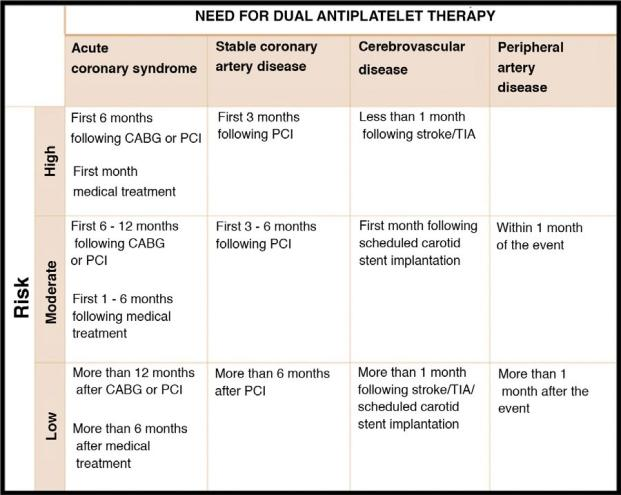 NEED FOR DUAL ANTIPLATELET THERAPY
Acute
coronary syndrome
Stable coronary
artery disease
Cerebrovascular
disease
Peripheral
artery
disease
Risk
High
First 6 months
following CABG or PCI
First month
medical treatment
First 3 months
following PCI
Less than 1 month
following stroke/TIA
Moderate
First 6 - 12 months
following CABG
or PCI
First 1 - 6 months
following medical
treatment
First 3 - 6 months
following PCI
First month following
scheduled carotid
stent implantation
Within 1 month
of the event
Low
More than 12 months
after CABG or PCI
More than 6 months
after medical
treatment
More than 6 months
after PCI
More than 1 month
following stroke/TIA/
scheduled carotid
stent implantation
More than 1
month after the
event